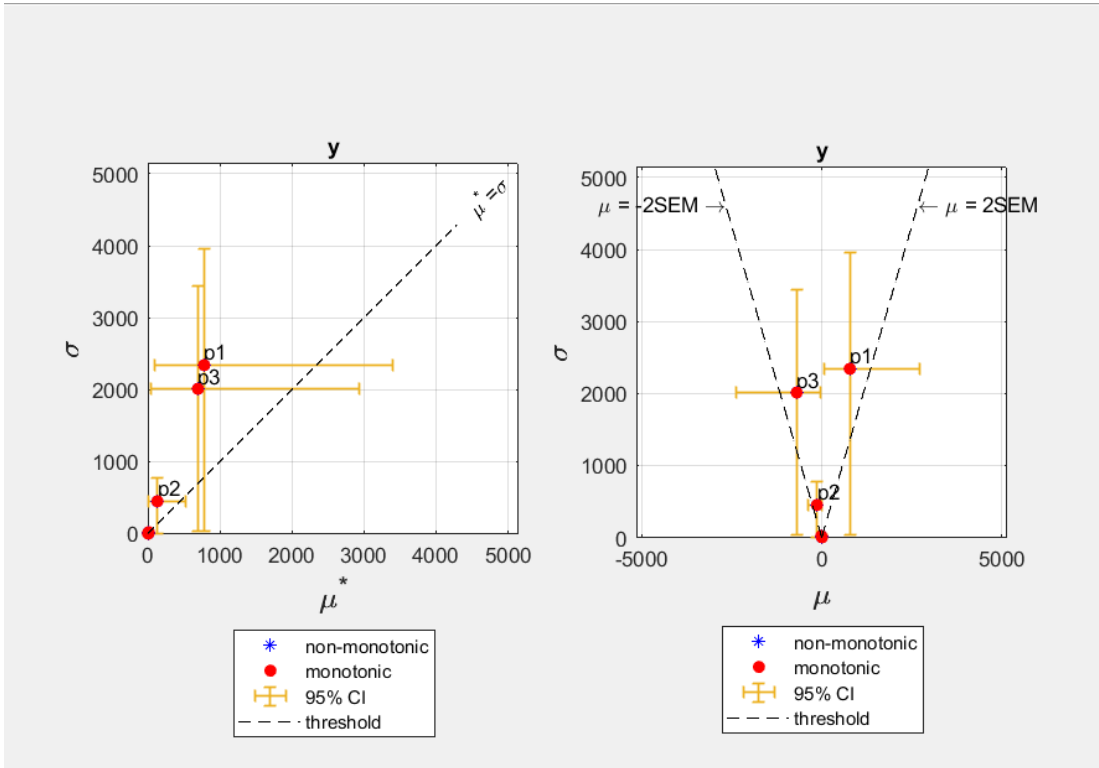 y
5000
4000
3000
2000
1000
0
σ
μ*=σ
p1
p3
p2
0 1000 2000 3000 4000 5000
μ*
non-monotonic
monotonic
95% CI
threshold
y
5000
4000
3000
2000
1000
0
σ
μ = -2SEM →
← μ = 2SEM
p1
p3
p2
-5000 0 5000
μ
non-monotonic
monotonic
95% CI
threshold